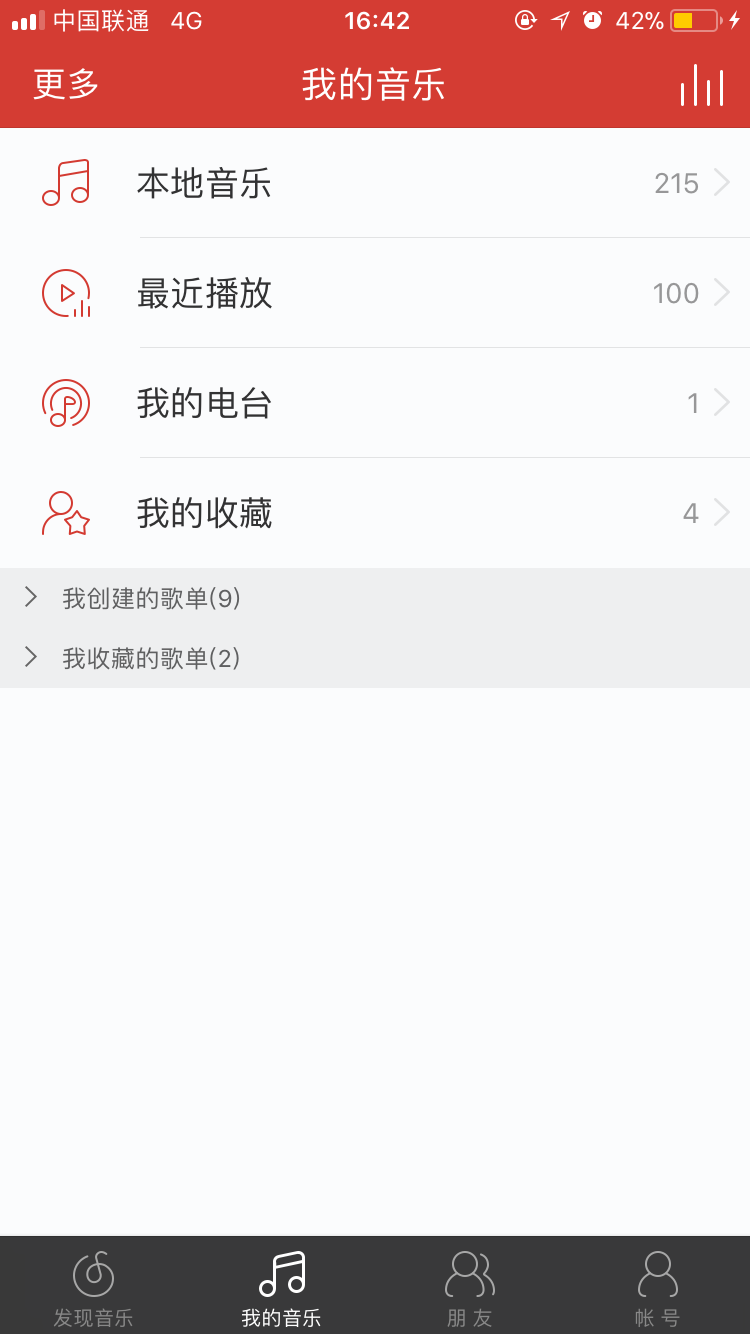 中国联通 4G 16:42 42%
更多 我的音乐
本地音乐 215
最近播放 100
我的电台 1
我的收藏 4
我创建的歌单(9)
我收藏的歌单(2)
发现音乐 我的音乐 朋友 帐号